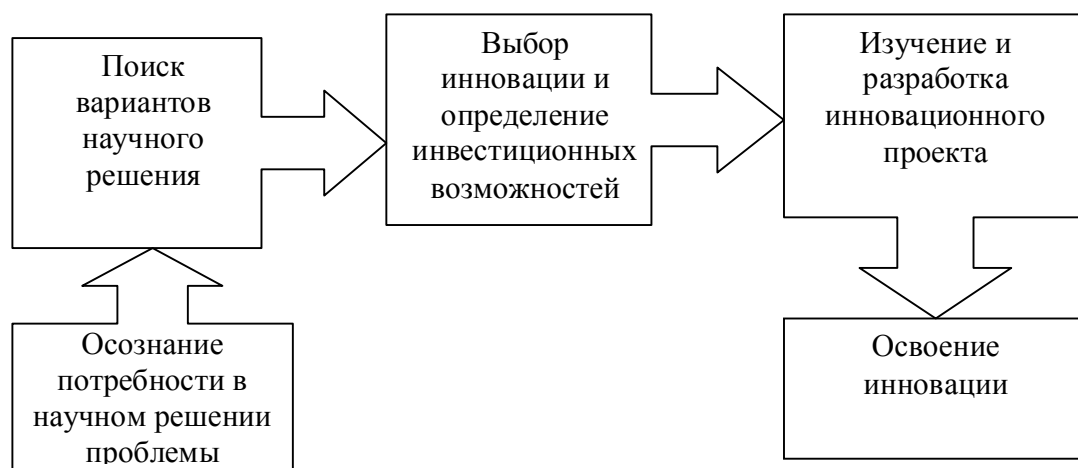 Поиск
вариантов
научного
решения
Выбор
инновации и
определение
инвестиционных
возможностей
Изучение и
разработка
инновационного
проекта
Осознание
потребности в
научном решении
проблемы
Освоение
инновации